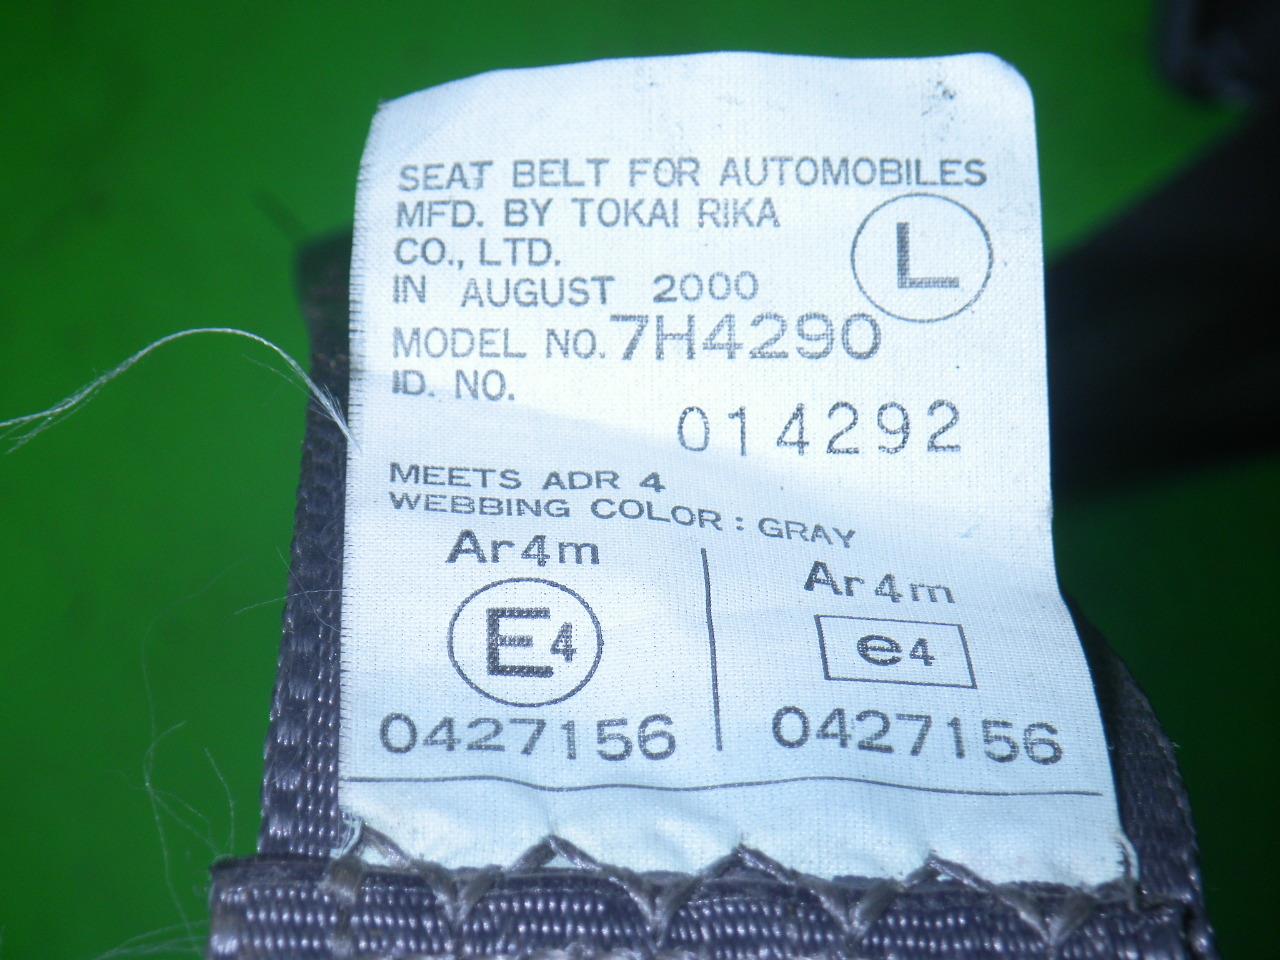 SEAT BELT FOR AUTOMOBILES
MFD. BY TOKAI RIKA
CO., LTD.
L
IN AUGUST 2000
MODEL NO. 7H4290
ID. NO.
014292
MEETS ADR 4
WEBBING COLOR : GRAY
Ar4m
E4
0427156
Ar4m
e4
0427156